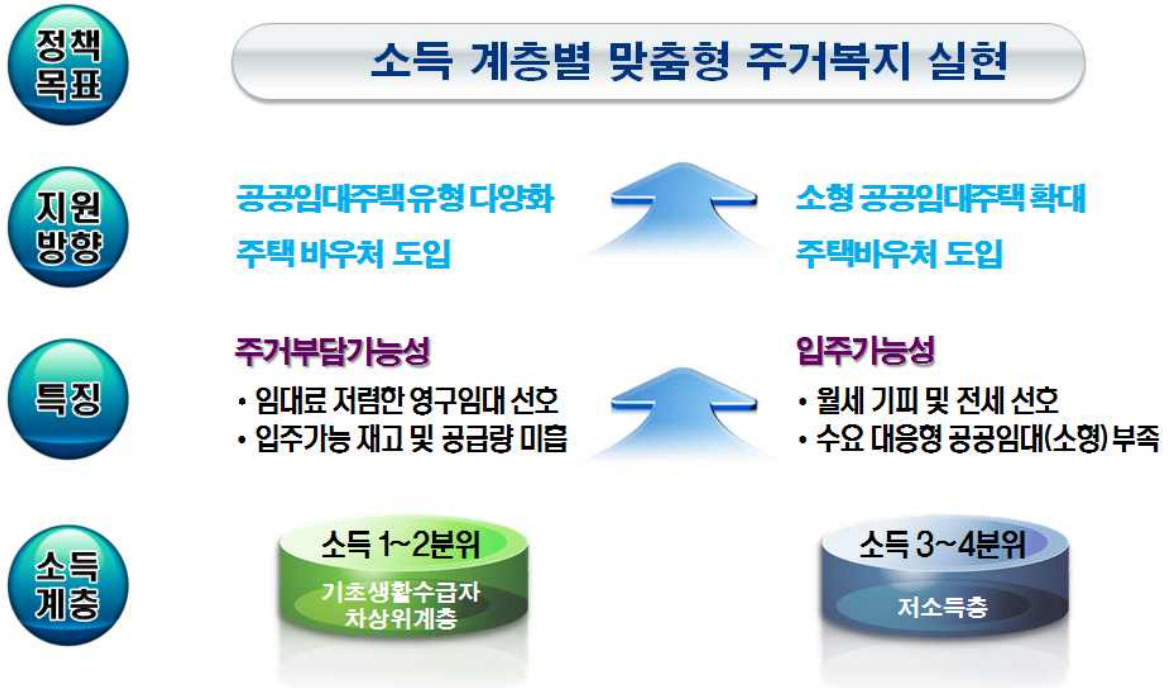 정책
목표
소득 계층별 맞춤형 주거복지 실현
지원
방향
공공임대주택 유형 다양화
주택 바우처 도입
소형 공공임대주택 확대
주택바우처 도입
특징
주거부담가능성
• 임대료 저렴한 영구임대 선호
• 입주가능 재고 및 공급량 미흡
입주가능성
• 월세 기피 및 전세 선호
• 수요 대응형 공공임대(소형) 부족
소득
계층
소득 1~2분위
기초생활수급자
차상위계층
소득 3~4분위
저소득층